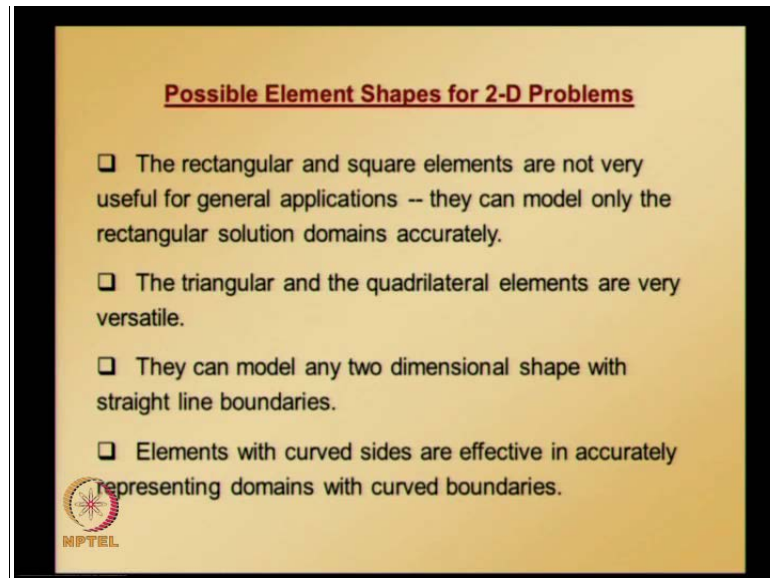 Possible Element Shapes for 2-D Problems
❑ The rectangular and square elements are not very
useful for general applications -- they can model only the
rectangular solution domains accurately.
❑ The triangular and the quadrilateral elements are very
versatile.
❑ They can model any two dimensional shape with
straight line boundaries.
❑ Elements with curved sides are effective in accurately
representing domains with curved boundaries.
NPTEL